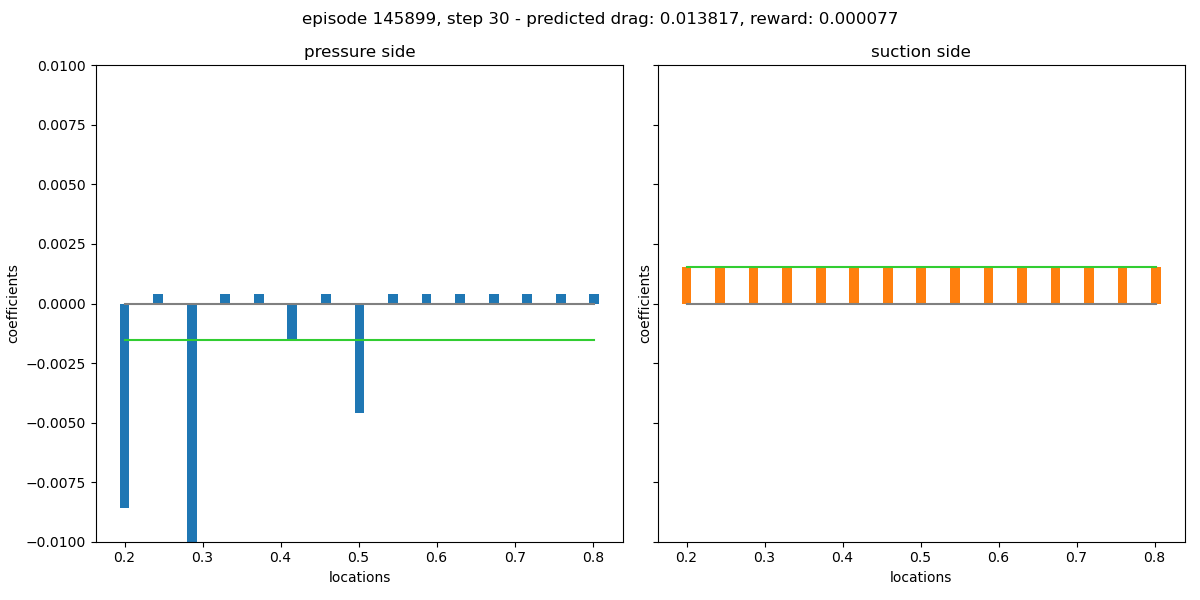 episode 145899, step 30 - predicted drag: 0.013817, reward: 0.000077
pressure side
suction side
0.0100
0.0075
0.0050
0.0025
0.0000
−0.0025
−0.0050
−0.0075
−0.0100
coefficients
coefficients
0.2 0.3 0.4 0.5 0.6 0.7 0.8
0.2 0.3 0.4 0.5 0.6 0.7 0.8
locations
locations